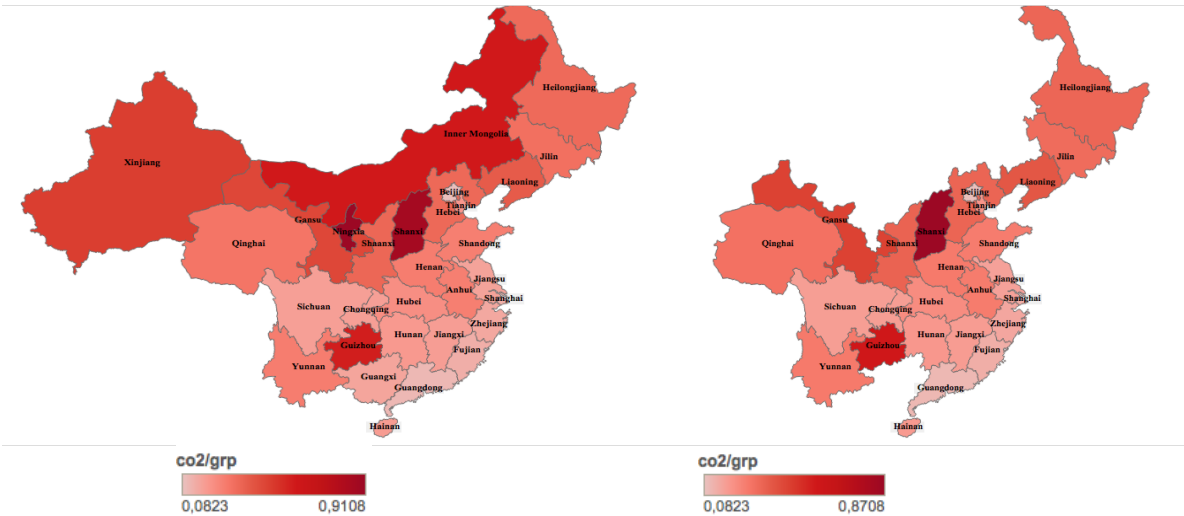 Heilongjiang
Inner Mongolia
Jilin
Xinjiang
Liaoning
Beijing
Tianjin
Hebei
Gansu
Ningxia
Shanxi
Shaanxi
Qinghai
Shandong
Henan
Jiangsu
Anhui
Shanghai
Hubei
Sichuan
Chongqing
Zhejiang
Hunan
Jiangxi
Guizhou
Fujian
Yunnan
Guangxi
Guangdong
Hainan
co2/grp
0,0823
0,9108
Heilongjiang
Jilin
Liaoning
Beijing
Tianjin
Hebei
Gansu
Shanxi
Shaanxi
Qinghai
Shandong
Henan
Jiangsu
Anhui
Shanghai
Hubei
Sichuan
Chongqing
Zhejiang
Hunan
Jiangxi
Guizhou
Fujian
Yunnan
Guangdong
Hainan
co2/grp
0,0823
0,8708